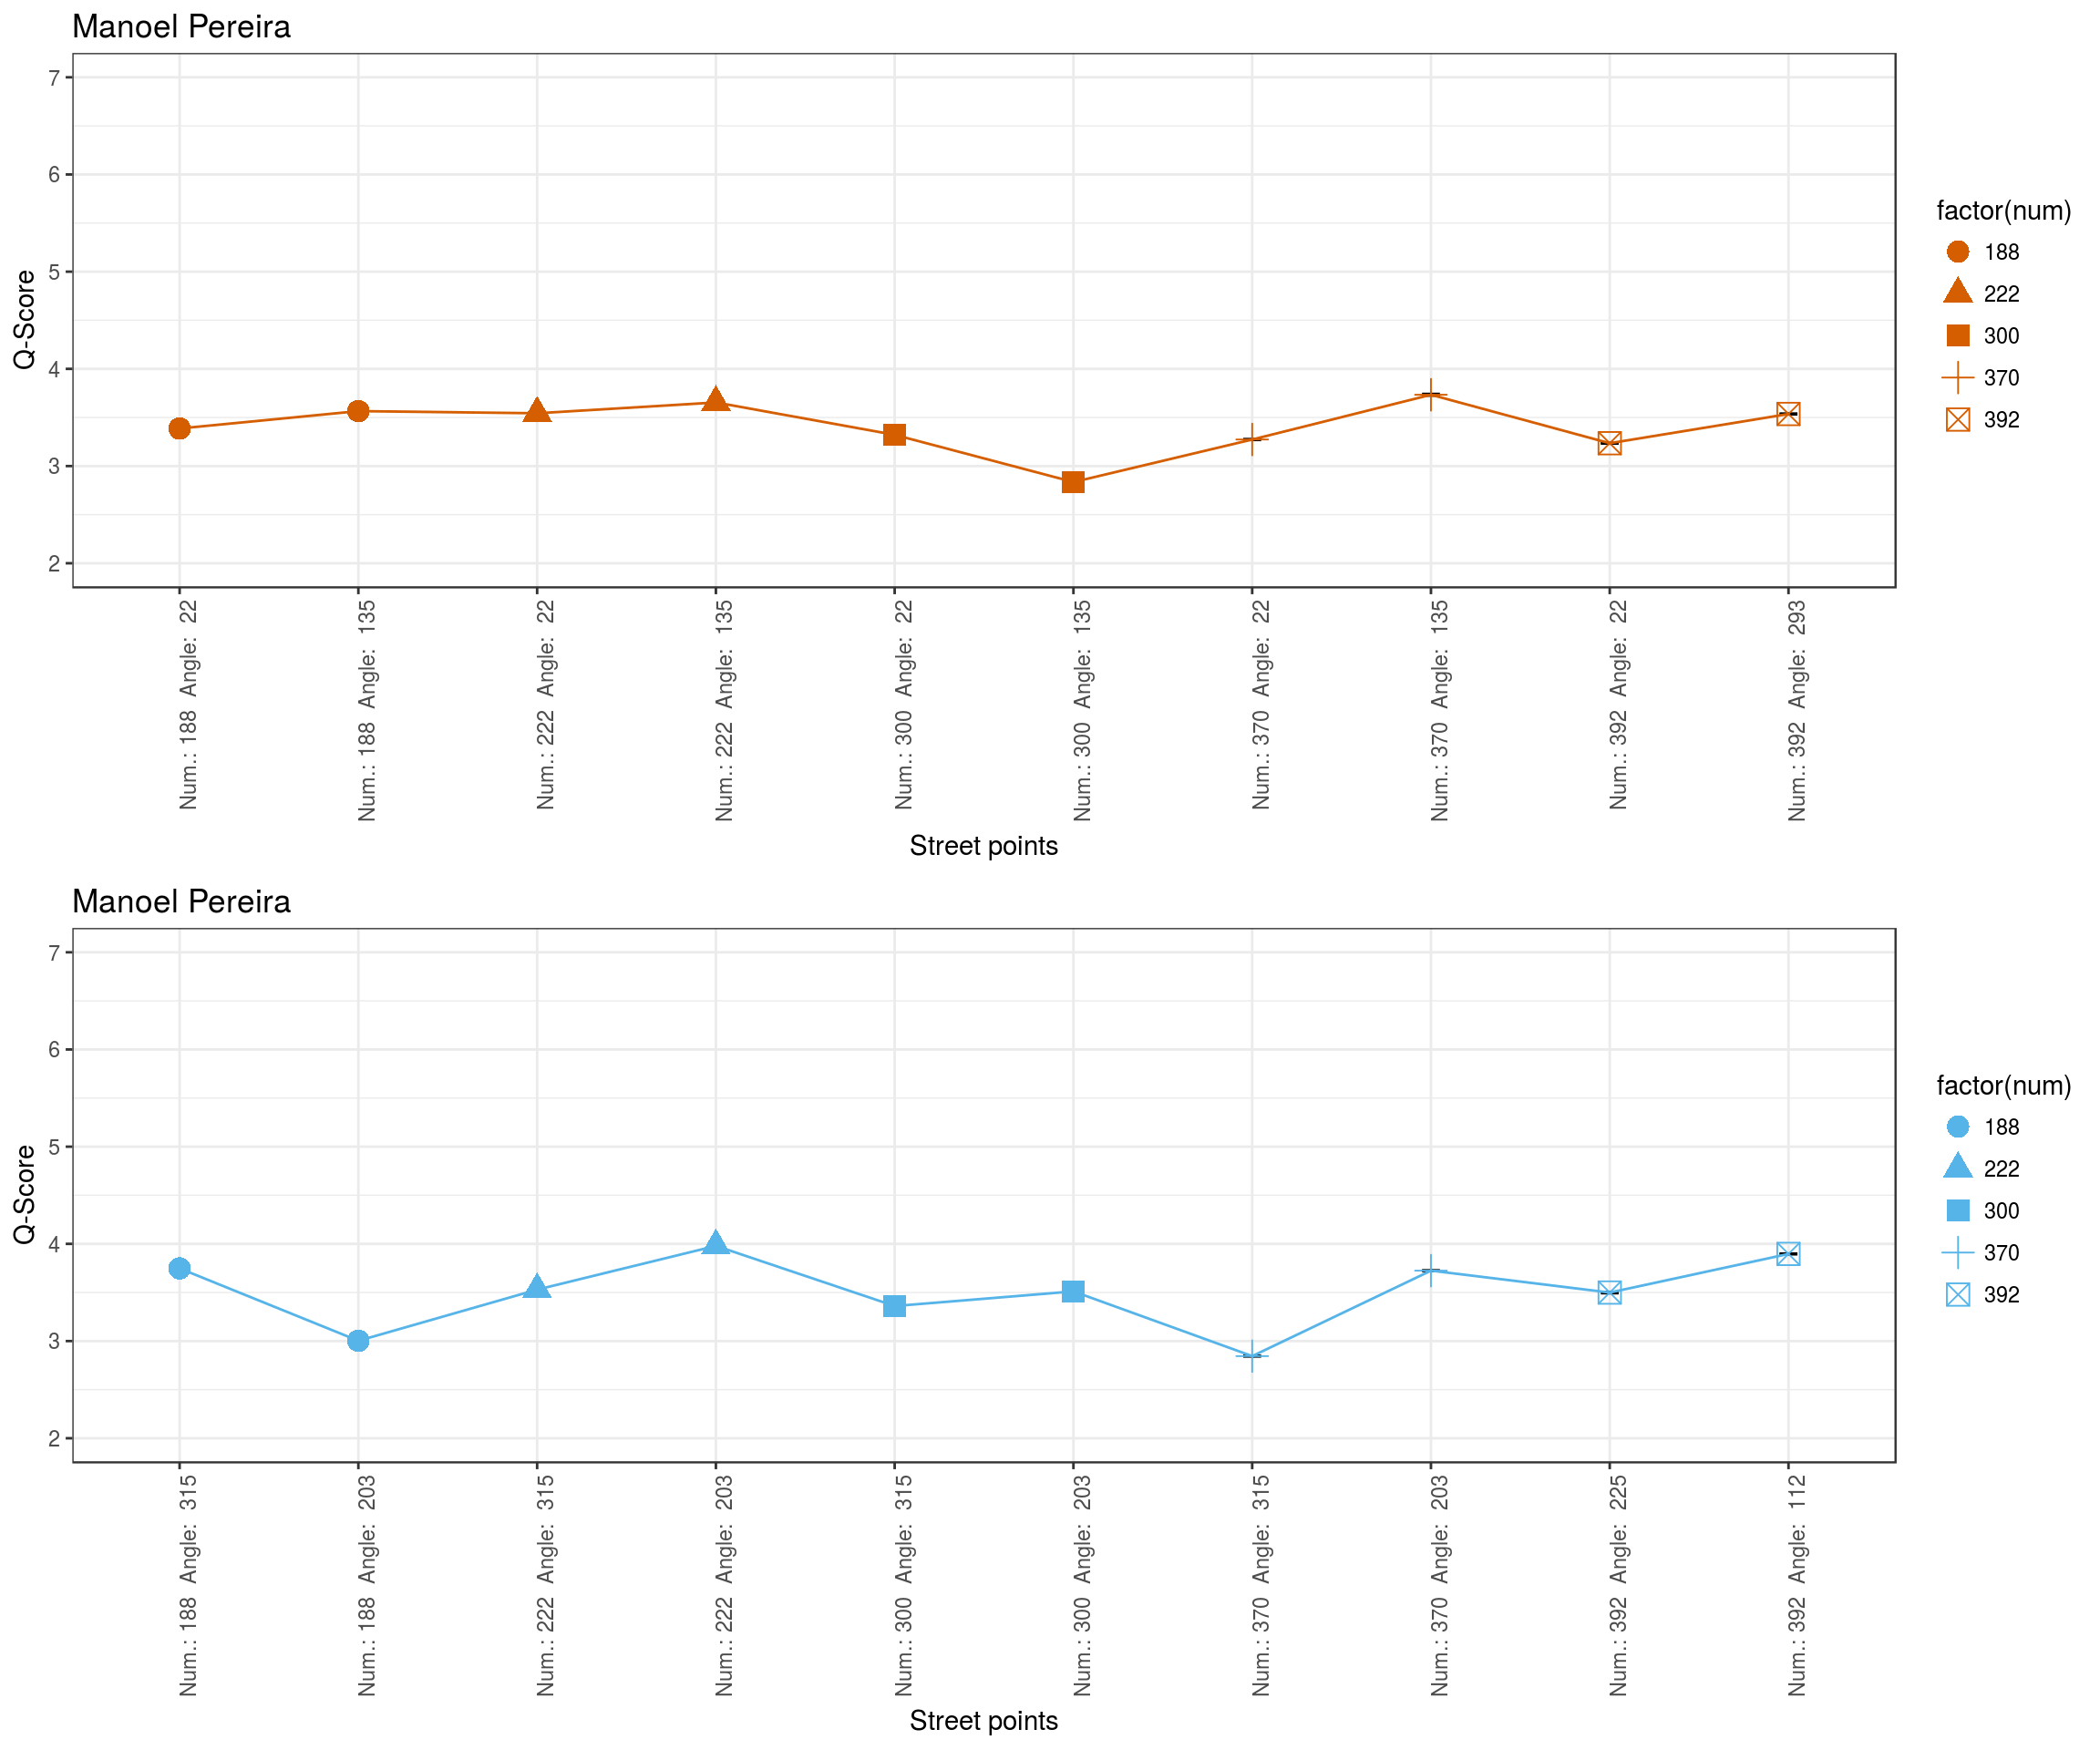 Manoel Pereira
Q-Score
7
6
5
4
3
2
Num.: 188 Angle: 22
Num.: 188 Angle: 135
Num.: 222 Angle: 22
Num.: 222 Angle: 135
Num.: 300 Angle: 22
Num.: 300 Angle: 135
Num.: 370 Angle: 22
Num.: 370 Angle: 135
Num.: 392 Angle: 22
Num.: 392 Angle: 293
Street points
factor(num)
188
222
300
370
392
Manoel Pereira
Q-Score
7
6
5
4
3
2
Num.: 188 Angle: 315
Num.: 188 Angle: 203
Num.: 222 Angle: 315
Num.: 222 Angle: 203
Num.: 300 Angle: 315
Num.: 300 Angle: 203
Num.: 370 Angle: 315
Num.: 370 Angle: 203
Num.: 392 Angle: 225
Num.: 392 Angle: 112
Street points
factor(num)
188
222
300
370
392